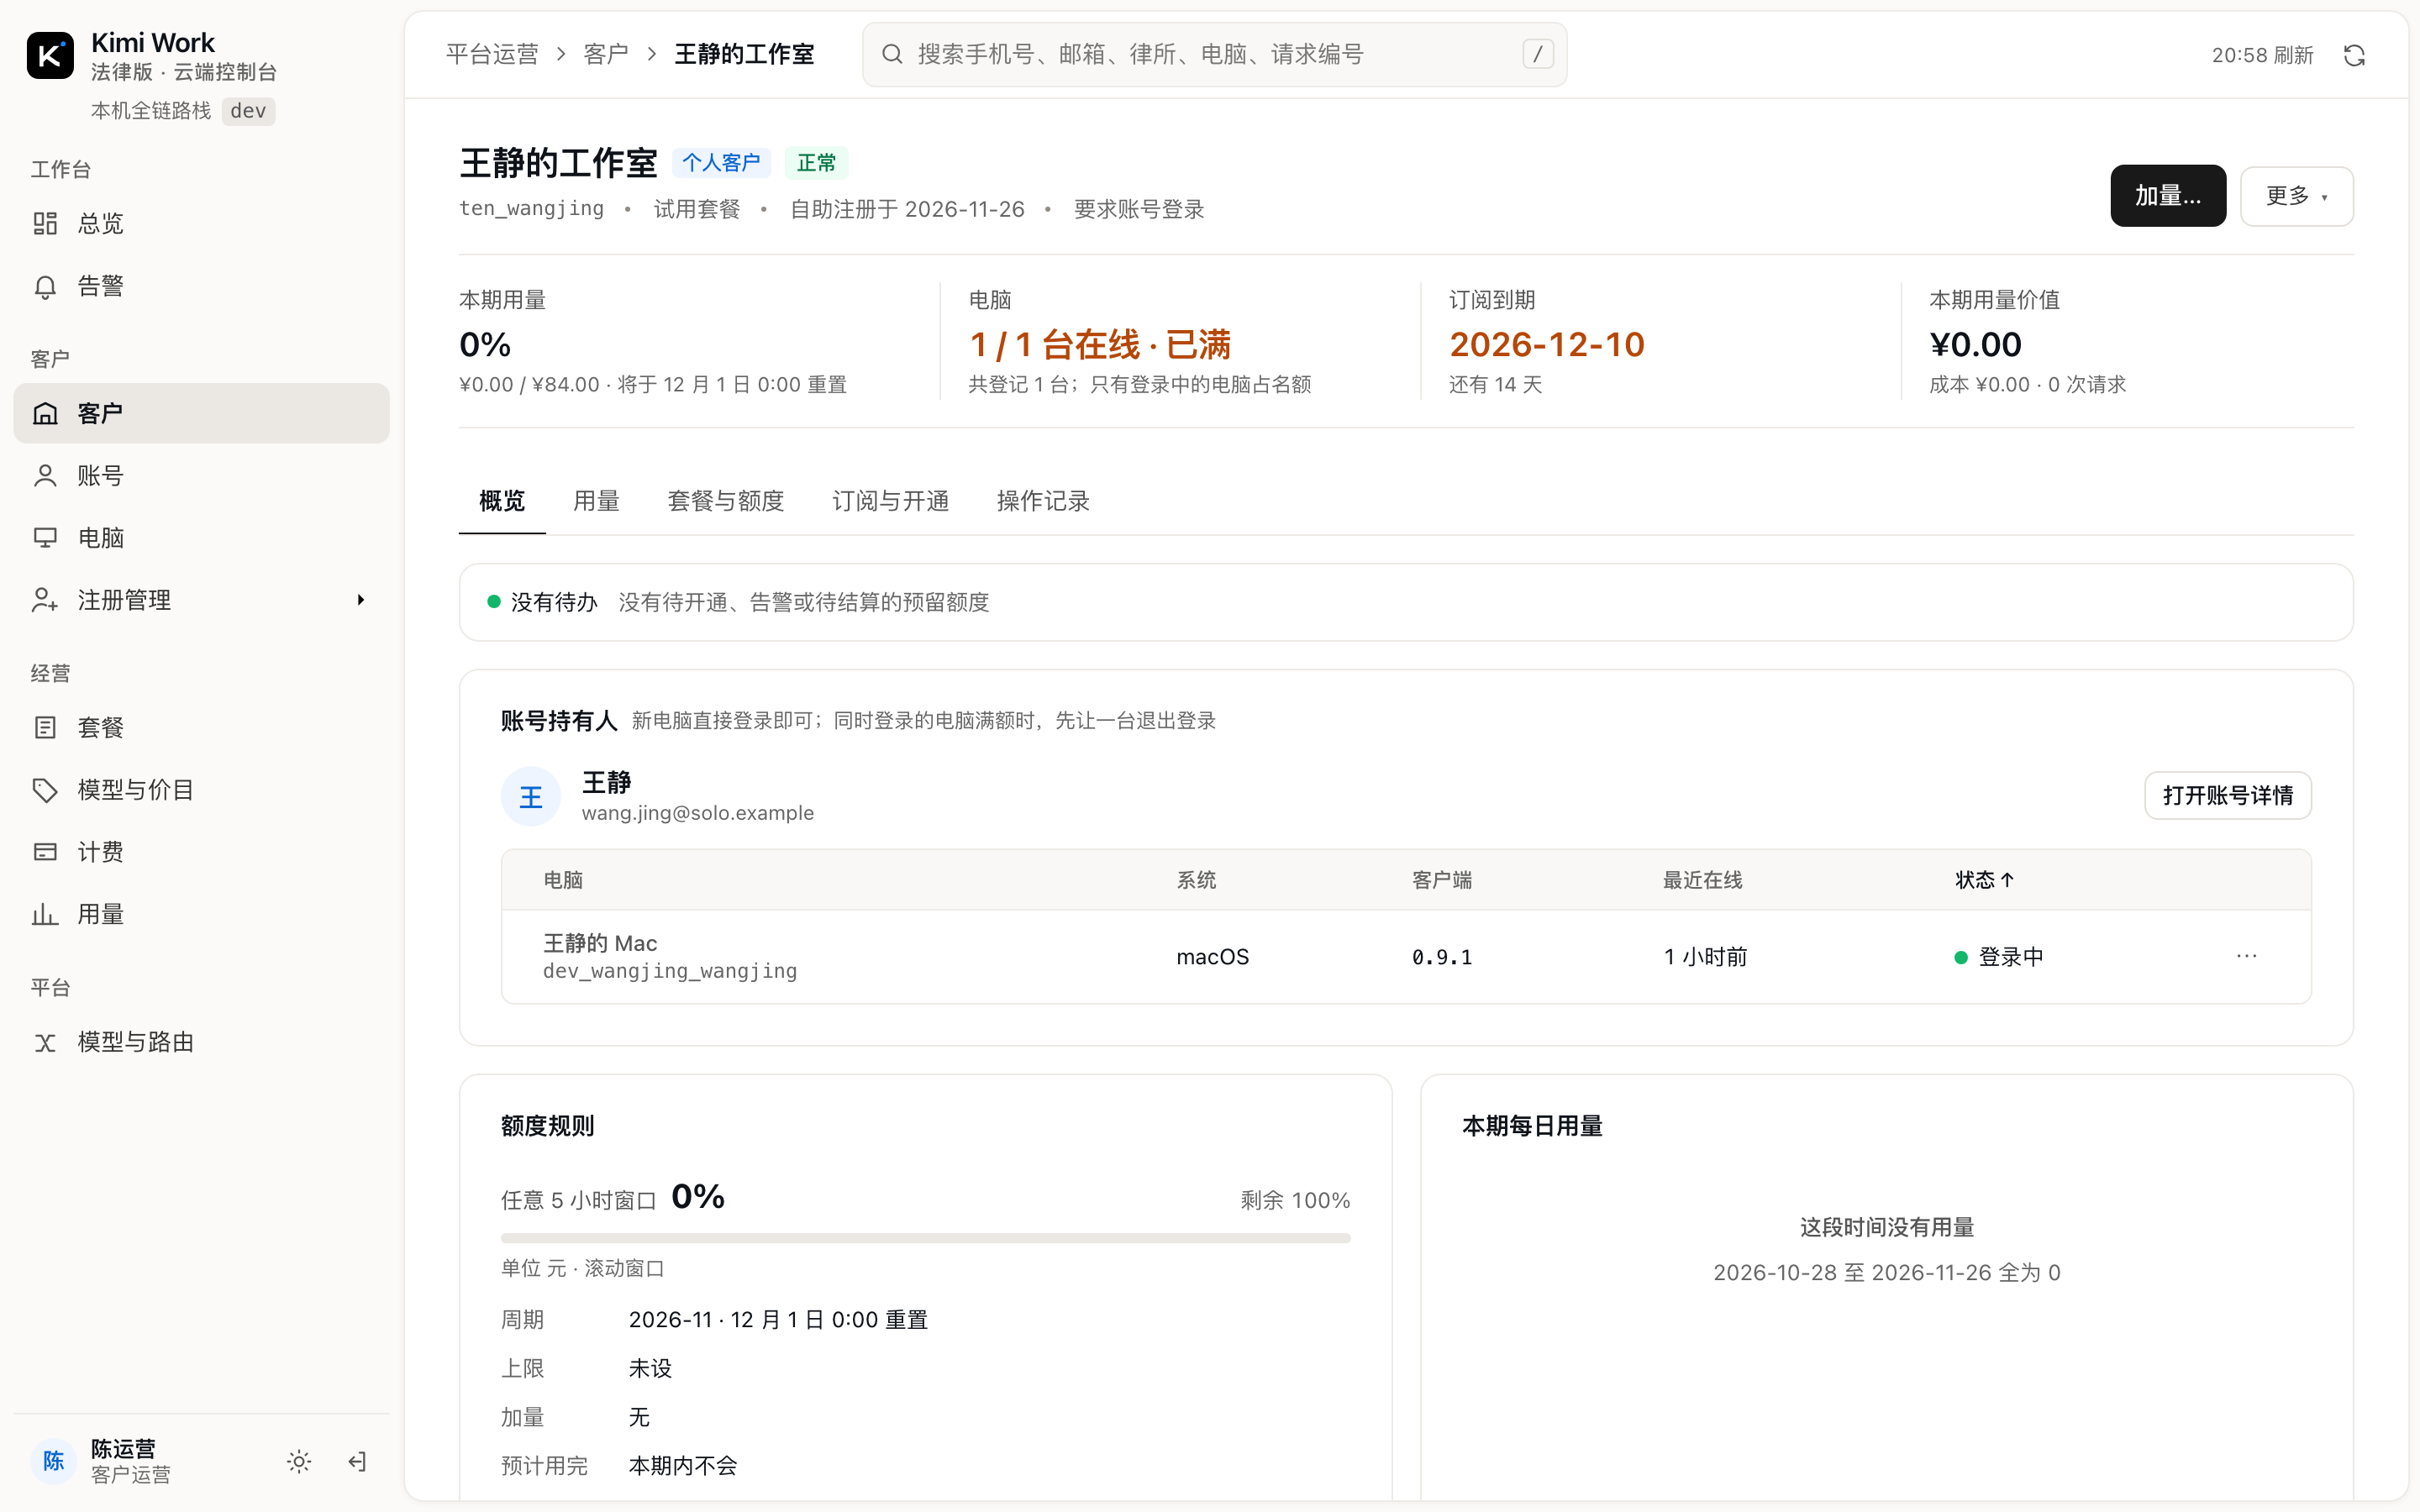 Kimi Work
法律版 · 云端控制台
本机全链路栈 dev
工作台
总览
告警
客户
客户
账号
电脑
注册管理
经营
套餐
模型与价目
计费
用量
平台
模型与路由
陈 陈运营
客户运营
平台运营 > 客户 > 王静的工作室
搜索手机号、邮箱、律所、电脑、请求编号 /
20:58 刷新
王静的工作室 个人客户 正常
ten_wangjing • 试用套餐 • 自助注册于 2026-11-26 • 要求账号登录
加量... 更多
本期用量
0%
¥0.00 / ¥84.00 · 将于 12 月 1 日 0:00 重置
电脑
1 / 1 台在线 · 已满
共登记 1 台；只有登录中的电脑占名额
订阅到期
2026-12-10
还有 14 天
本期用量价值
¥0.00
成本 ¥0.00 · 0 次请求
概览 用量 套餐与额度 订阅与开通 操作记录
没有待办 没有待开通、告警或待结算的预留额度
账号持有人 新电脑直接登录即可；同时登录的电脑满额时，先让一台退出登录
王 王静
wang.jing@solo.example
打开账号详情
电脑 系统 客户端 最近在线 状态 ↑
王静的 Mac
dev_wangjing_wangjing
macOS 0.9.1 1 小时前 登录中 ···
额度规则
任意 5 小时窗口 0% 剩余 100%
单位 元 · 滚动窗口
周期 2026-11 · 12 月 1 日 0:00 重置
上限 未设
加量 无
预计用完 本期内不会
本期每日用量
这段时间没有用量
2026-10-28 至 2026-11-26 全为 0